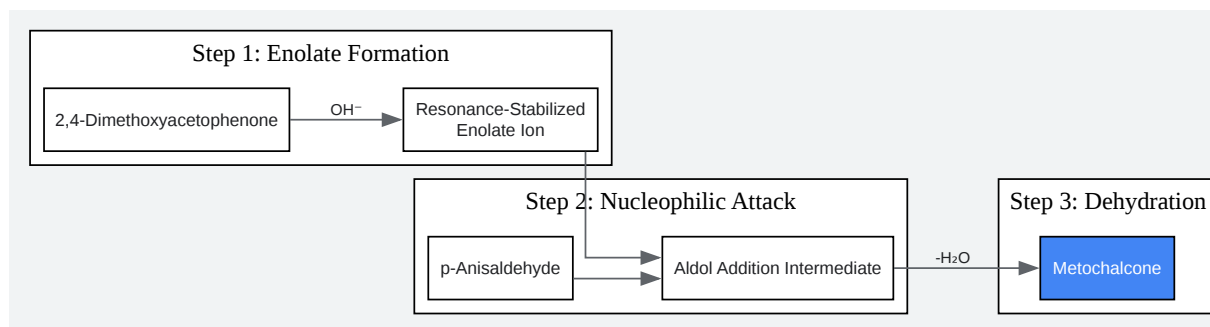 Step 1: Enolate Formation
2,4-Dimethoxyacetophenone
OH⁻
Resonance-Stabilized
Enolate Ion
Step 2: Nucleophilic Attack
p-Anisaldehyde
Aldol Addition Intermediate
-H₂O
Step 3: Dehydration
Metochalcone